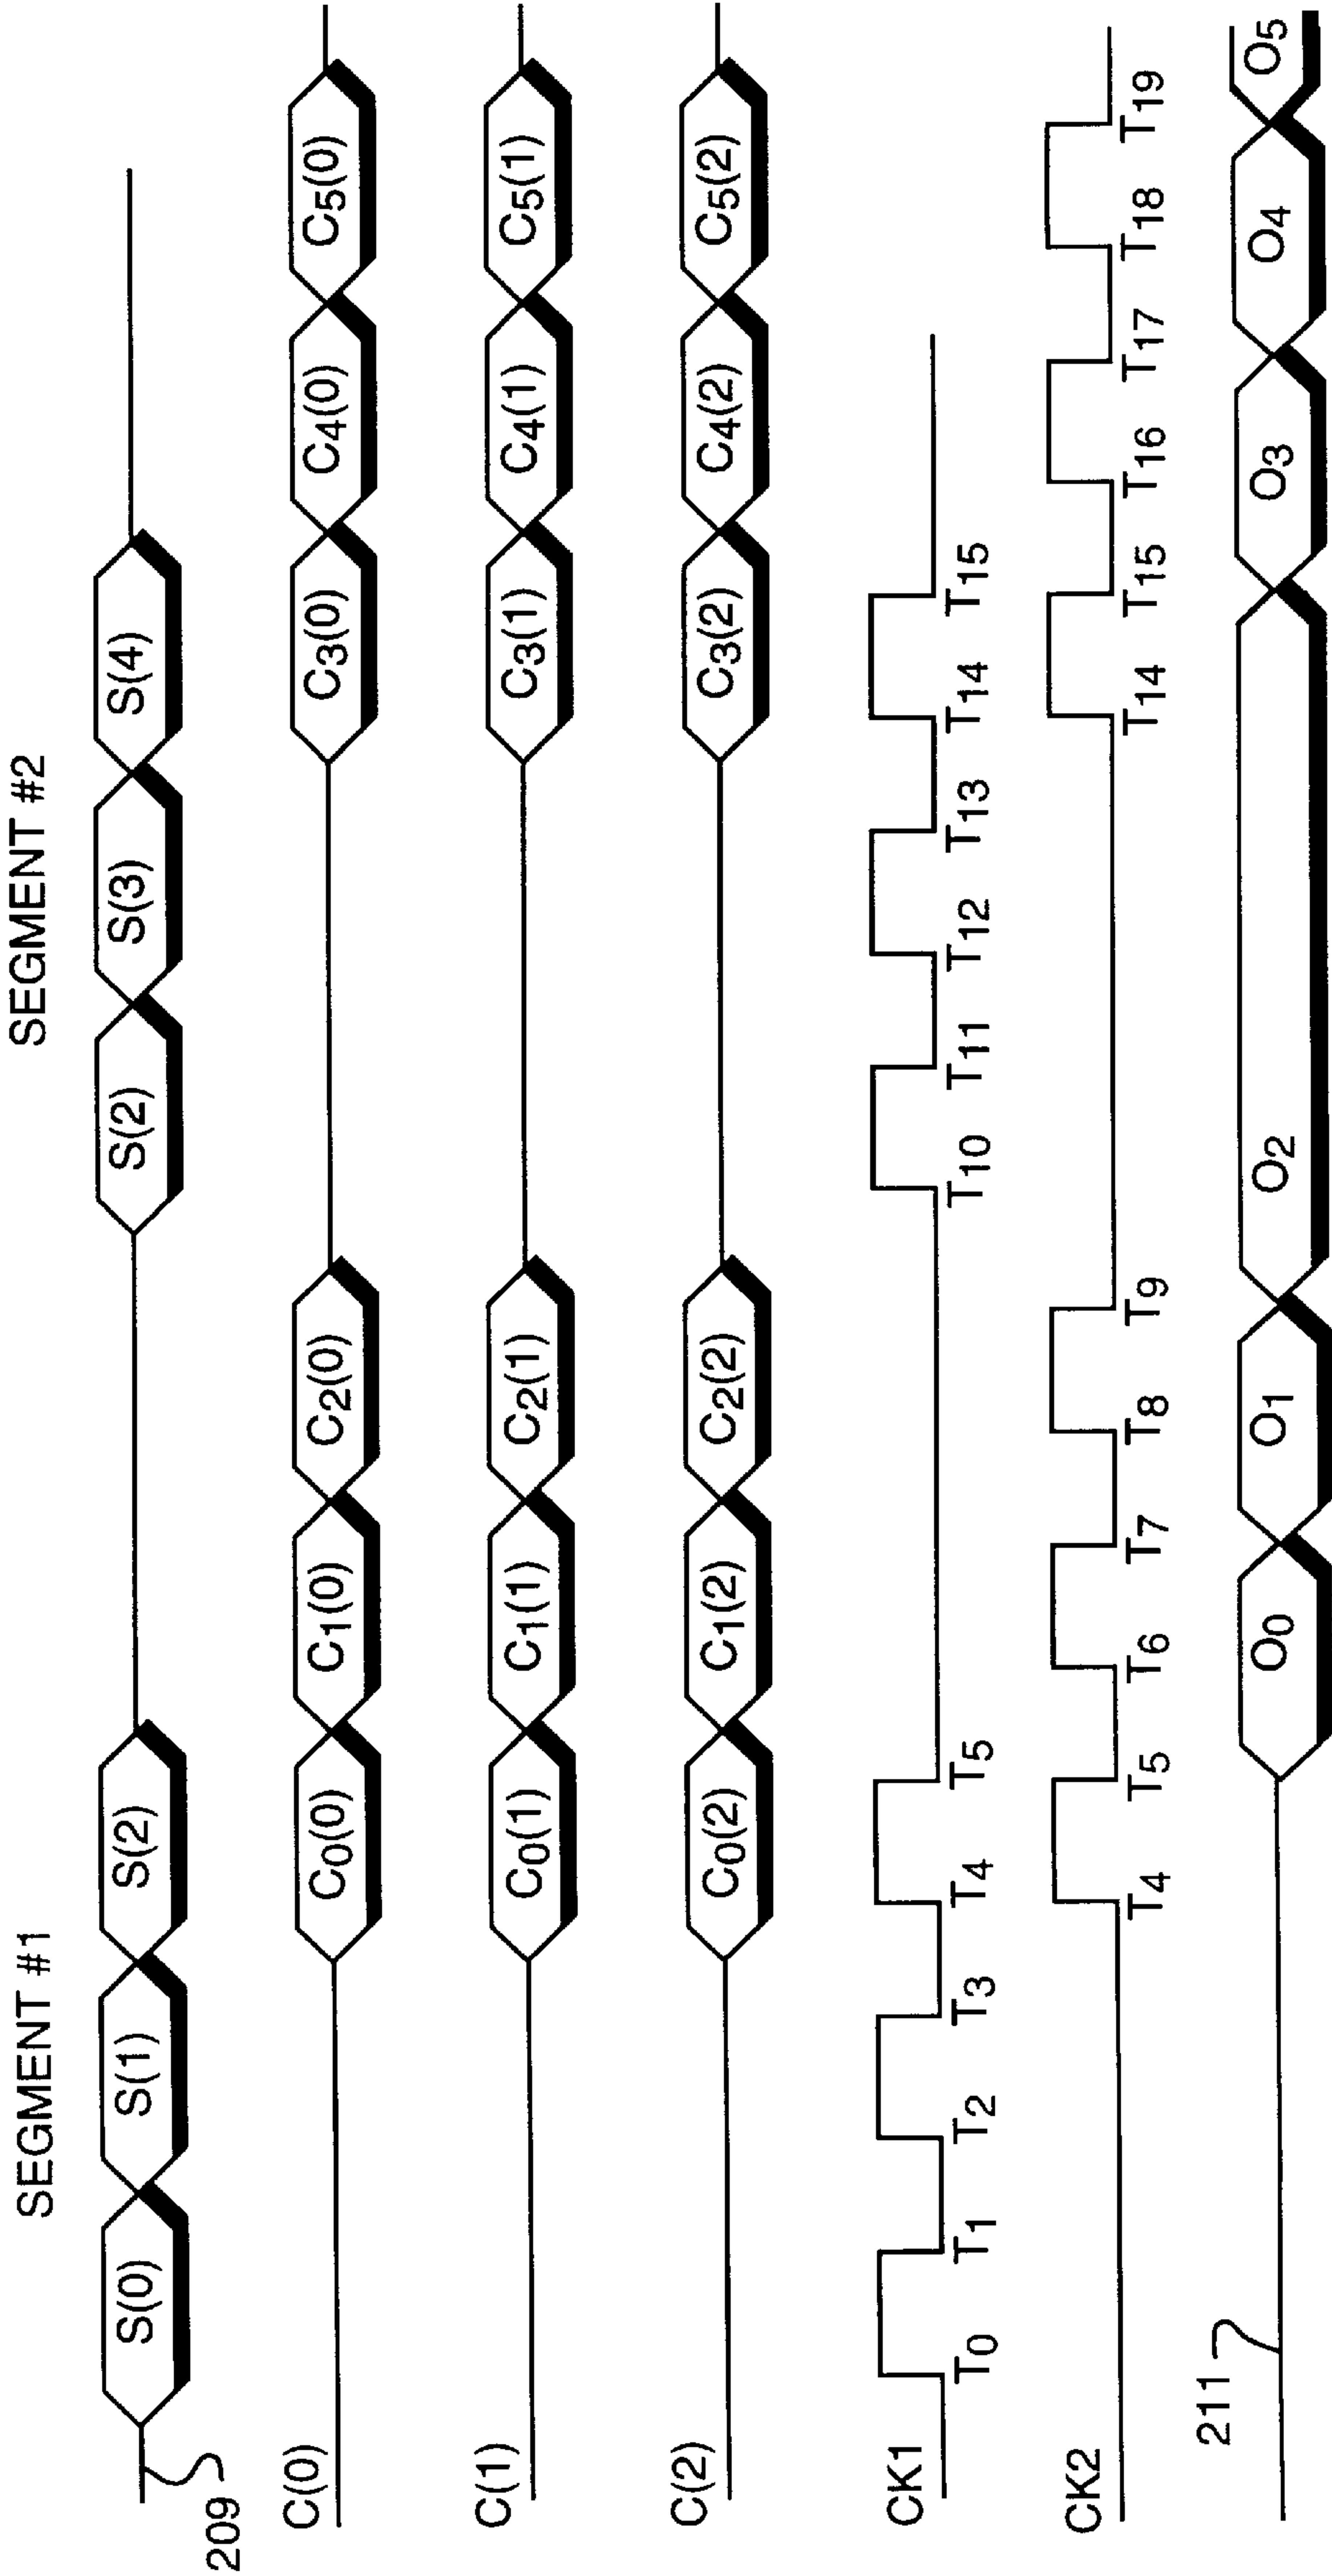 SEGMENT #1 SEGMENT #2
209 S(0) S(1) S(2) S(2) S(3) S(4)
C(0) C0(0) C1(0) C2(0) C3(0) C4(0) C5(0)
C(1) C0(1) C1(1) C2(1) C3(1) C4(1) C5(1)
C(2) C0(2) C1(2) C2(2) C3(2) C4(2) C5(2)
CK1
T0 T1 T2 T3 T4 T5 T10 T11 T12 T13 T14 T15
CK2
T4 T5 T6 T7 T8 T9 T14 T15 T16 T17 T18 T19
211 O0 O1 O2 O3 O4 O5